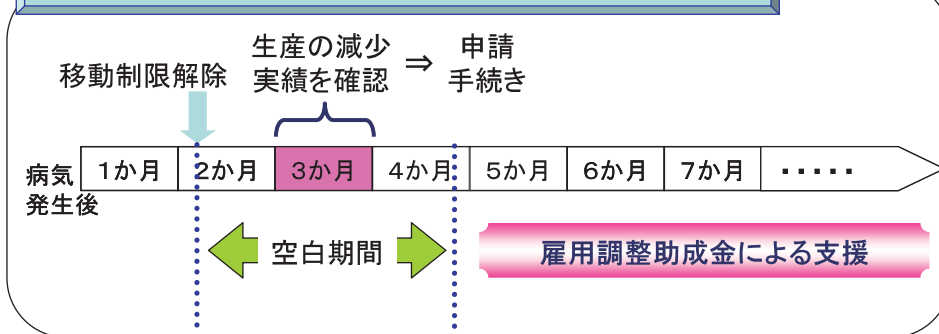 生産の減少
実績を確認
⇒
申請
手続き
移動制限解除
病気
発生後
1か月
2か月
3か月
4か月
5か月
6か月
7か月
・・・・・
空白期間
雇用調整助成金による支援